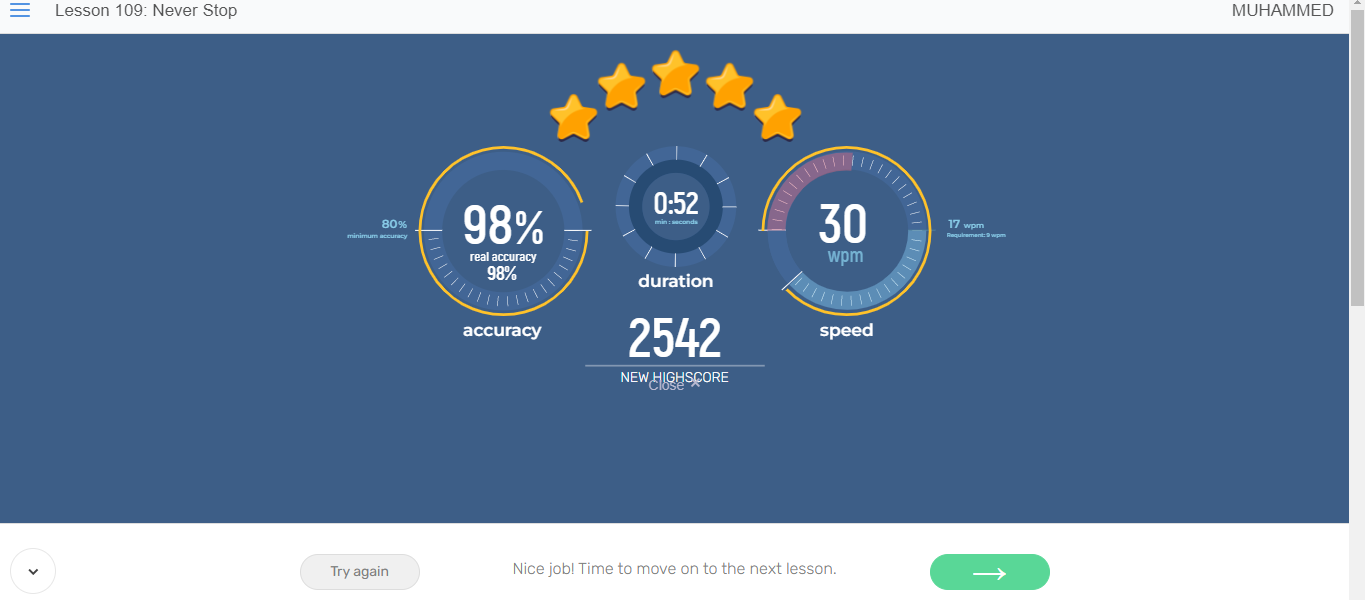 Lesson 109: Never Stop
MUHAMMED
80%
minimum accuracy
98%
real accuracy
98%
accuracy
0:52
min : seconds
duration
30
wpm
speed
17 wpm
Requirement: 9 wpm
2542
NEW HIGHSCORE
Close ×
Try again
Nice job! Time to move on to the next lesson.